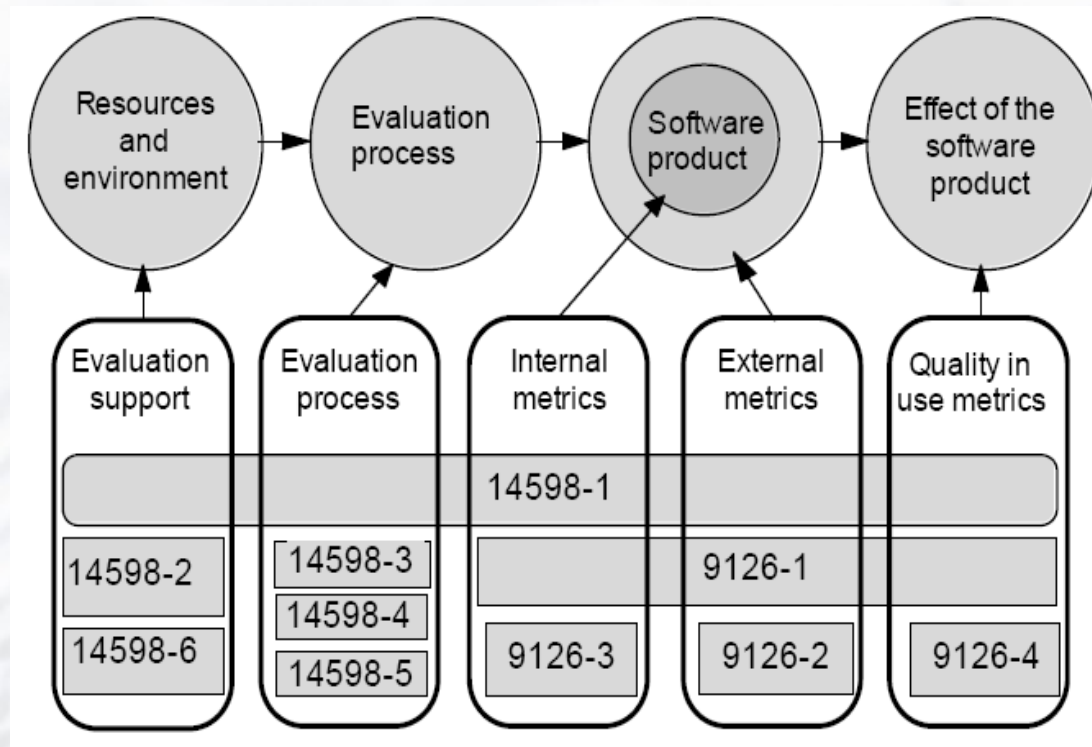 Resources
and
environment
Evaluation
process
Software
product
Effect of the
software
product
Evaluation
support
Evaluation
process
Internal
metrics
External
metrics
Quality in
use metrics
14598-1
14598-2
14598-3
9126-1
14598-4
14598-6
14598-5
9126-3
9126-2
9126-4